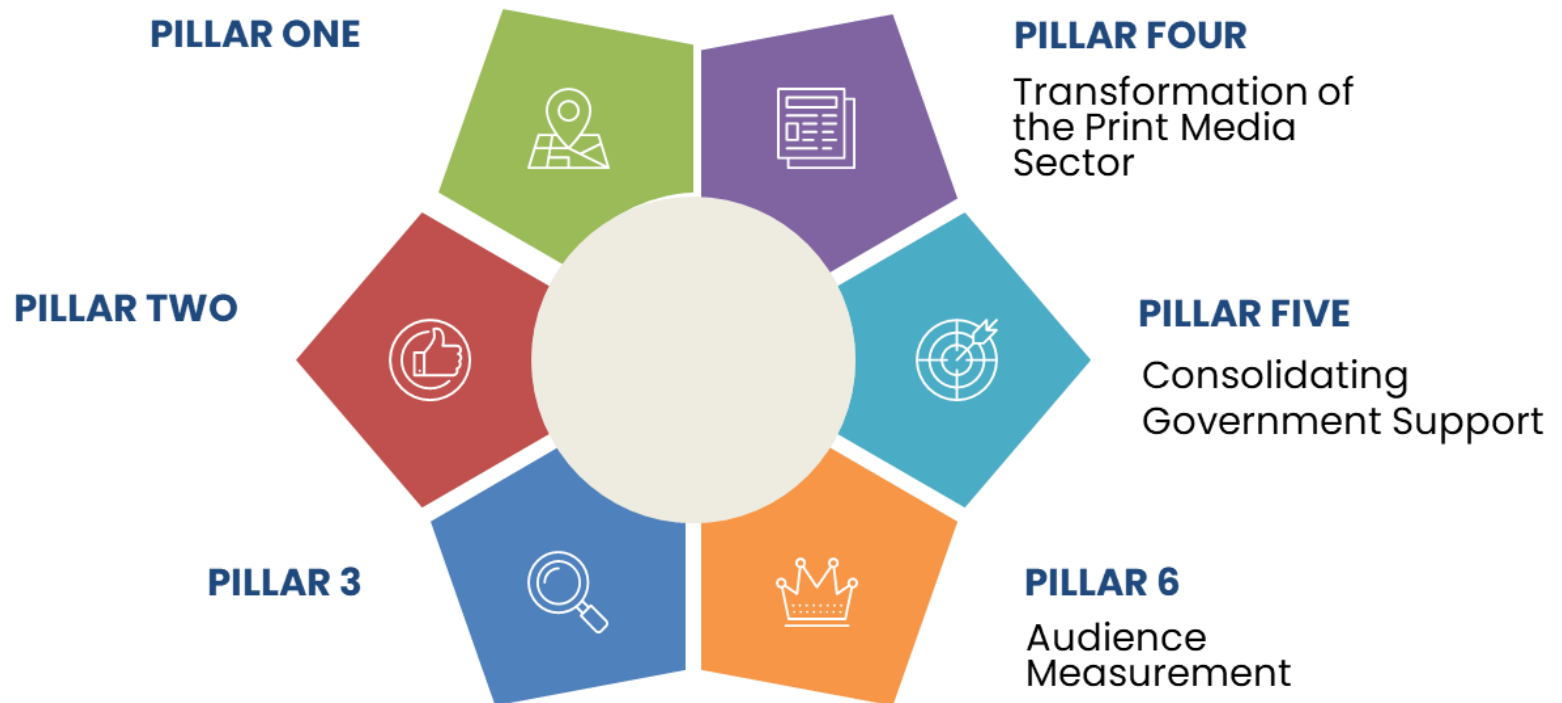 PILLAR ONE
PILLAR TWO
PILLAR 3
PILLAR FOUR
Transformation of
the Print Media
Sector
PILLAR FIVE
Consolidating
Government Support
PILLAR 6
Audience
Measurement